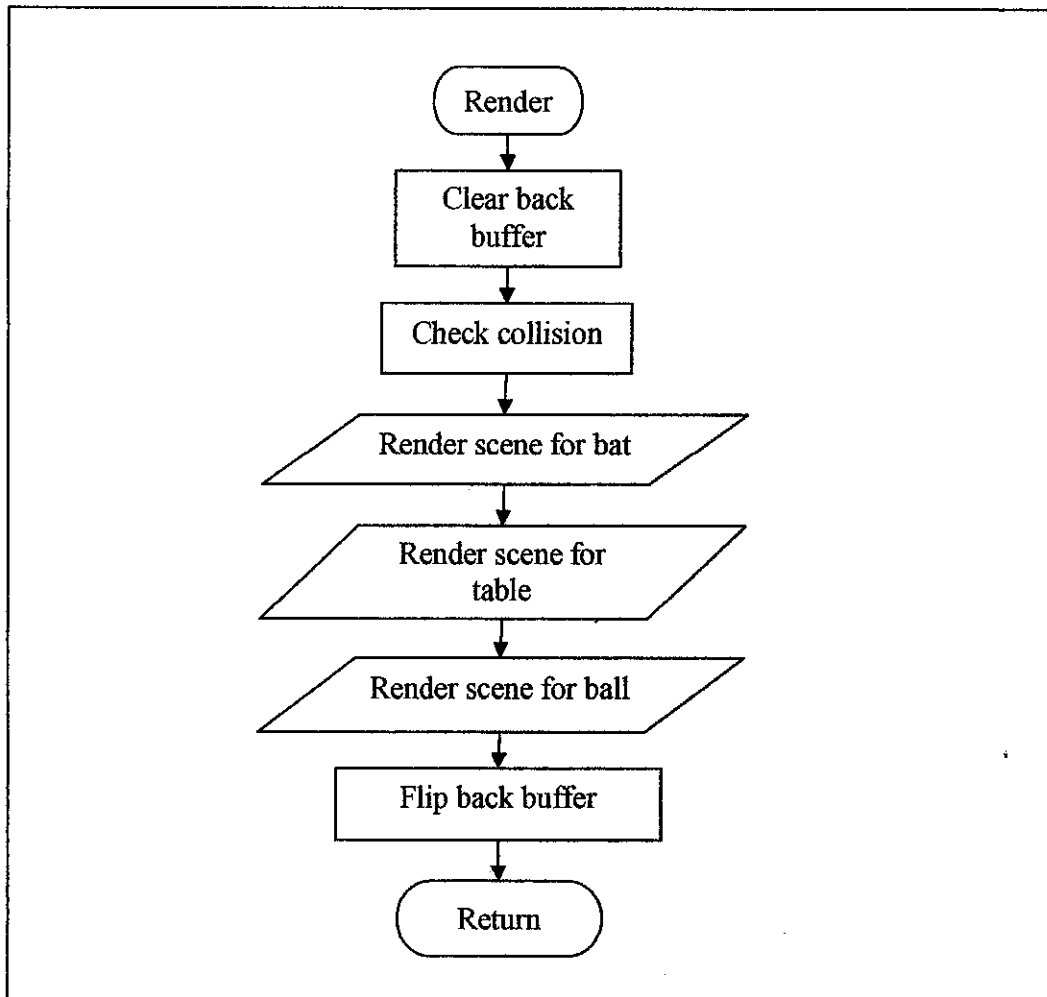 Render
Clear back
buffer
Check collision
Render scene for bat
Render scene for
table
Render scene for ball
Flip back buffer
Return